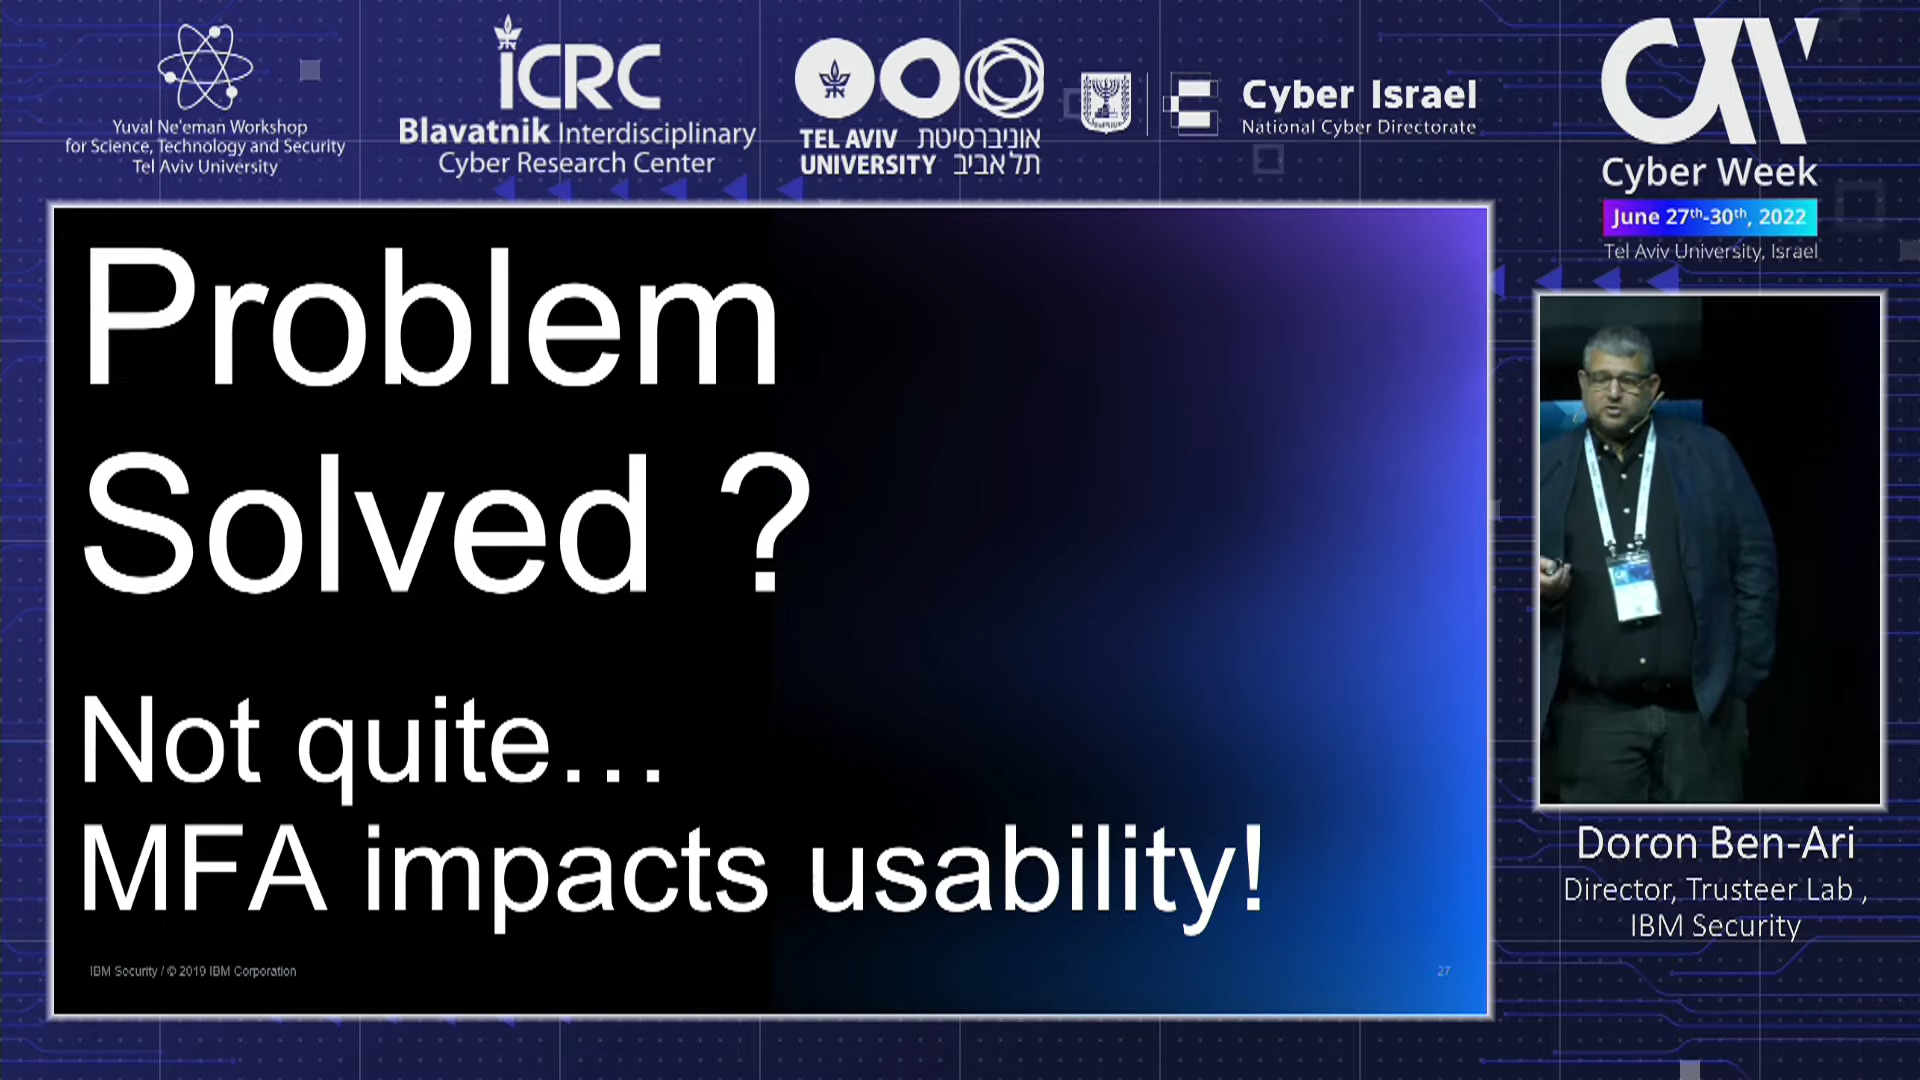 Yuval Ne'eman Workshop
for Science, Technology and Security
Tel Aviv University
ICRC
Blavatnik Interdisciplinary
Cyber Research Center
TEL AVIV אוניברסיטת
UNIVERSITY תל אביב
Cyber Israel
National Cyber Directorate
CW
Cyber Week
June 27th-30th, 2022
Tel Aviv University, Israel
Problem
Solved ?
Not quite...
MFA impacts usability!
IBM Security / © 2019 IBM Corporation
27
Doron Ben-Ari
Director, Trusteer Lab ,
IBM Security